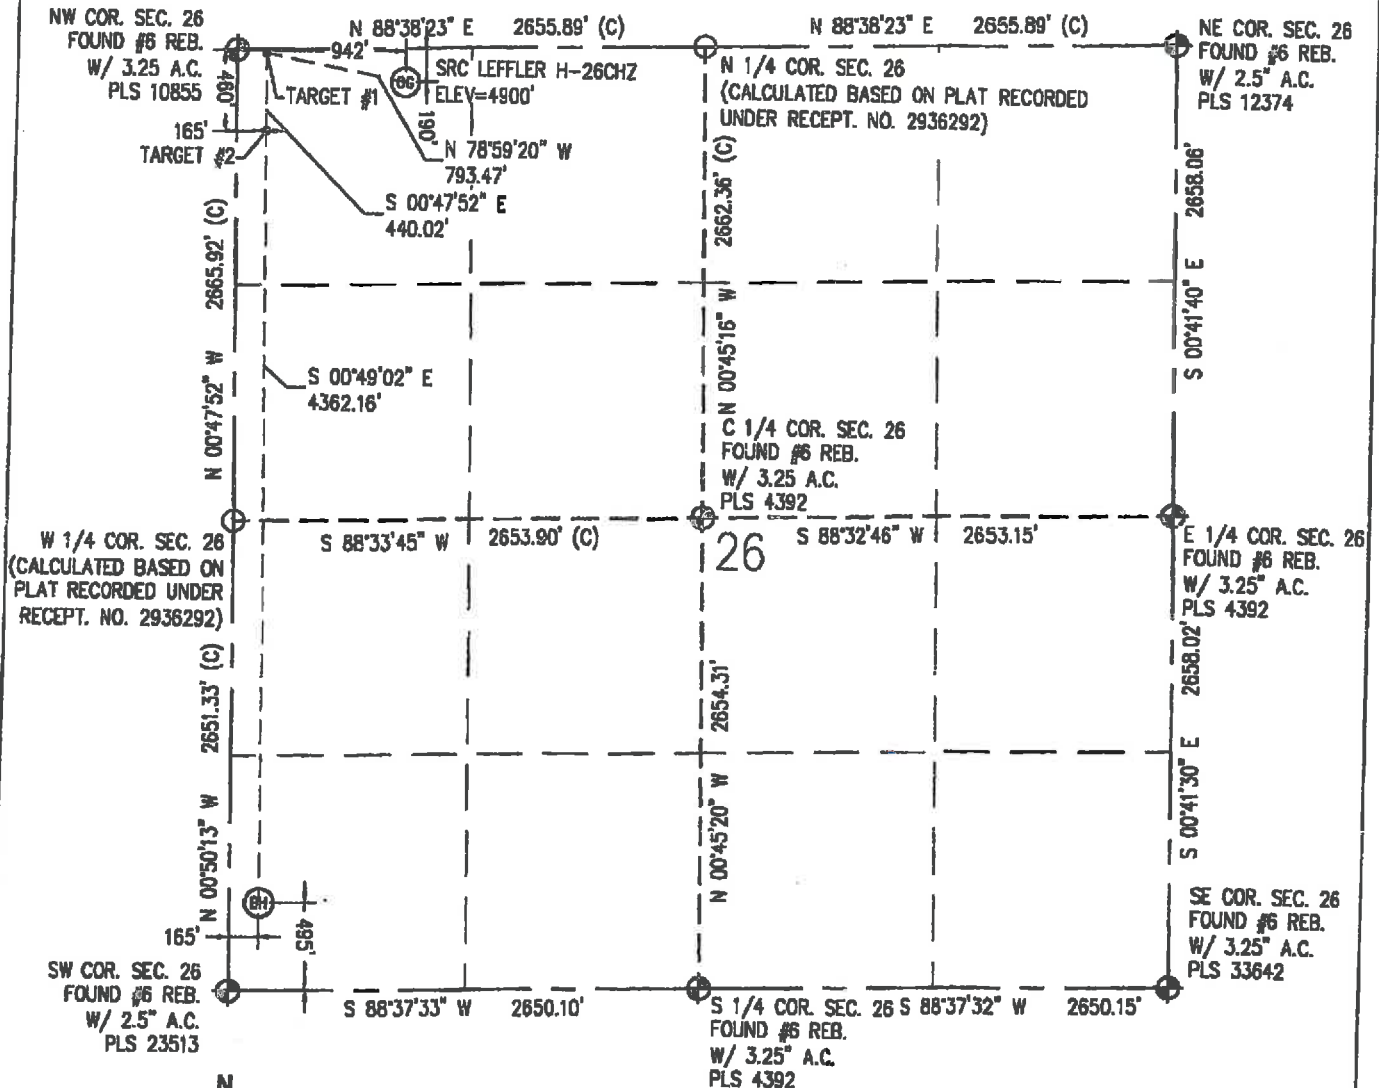 NW COR. SEC. 26
FOUND #6 REB.
W/ 3.25 A.C.
PLS 10855
N 88°38'23" E 2655.89' (C)
N 88°38'23" E 2655.89' (C)
NE COR. SEC. 26
FOUND #6 REB.
W/ 2.5" A.C.
PLS 12374
942'
SRC LEFFLER H-26CHZ
ELEV=4900'
TARGET #1
190'
N 1/4 COR. SEC. 26
(CALCULATED BASED ON PLAT RECORDED
UNDER RECEPT. NO. 2936292)
165'
TARGET #2
N 78°59'20" W
793.47'
S 00°47'52" E
440.02'
N 00°47'52" W 2665.92' (C)
N 00°45'16" W 2662.36' (C)
S 00°41'40" E 2658.06'
S 00°49'02" E
4362.16'
C 1/4 COR. SEC. 26
FOUND #6 REB.
W/ 3.25 A.C.
PLS 4392
W 1/4 COR. SEC. 26
(CALCULATED BASED ON
PLAT RECORDED UNDER
RECEPT. NO. 2936292)
S 88°33'45" W 2653.90' (C)
26
S 88°32'46" W 2653.15'
E 1/4 COR. SEC. 26
FOUND #6 REB.
W/ 3.25" A.C.
PLS 4392
N 00°50'13" W 2651.33' (C)
N 00°45'20" W 2654.31'
S 00°41'30" E 2658.02'
BH
165'
495'
SW COR. SEC. 26
FOUND #6 REB.
W/ 2.5" A.C.
PLS 23513
S 88°37'33" W 2650.10'
S 1/4 COR. SEC. 26
FOUND #6 REB.
W/ 3.25" A.C.
PLS 4392
S 88°37'32" W 2650.15'
SE COR. SEC. 26
FOUND #6 REB.
W/ 3.25" A.C.
PLS 33642
N